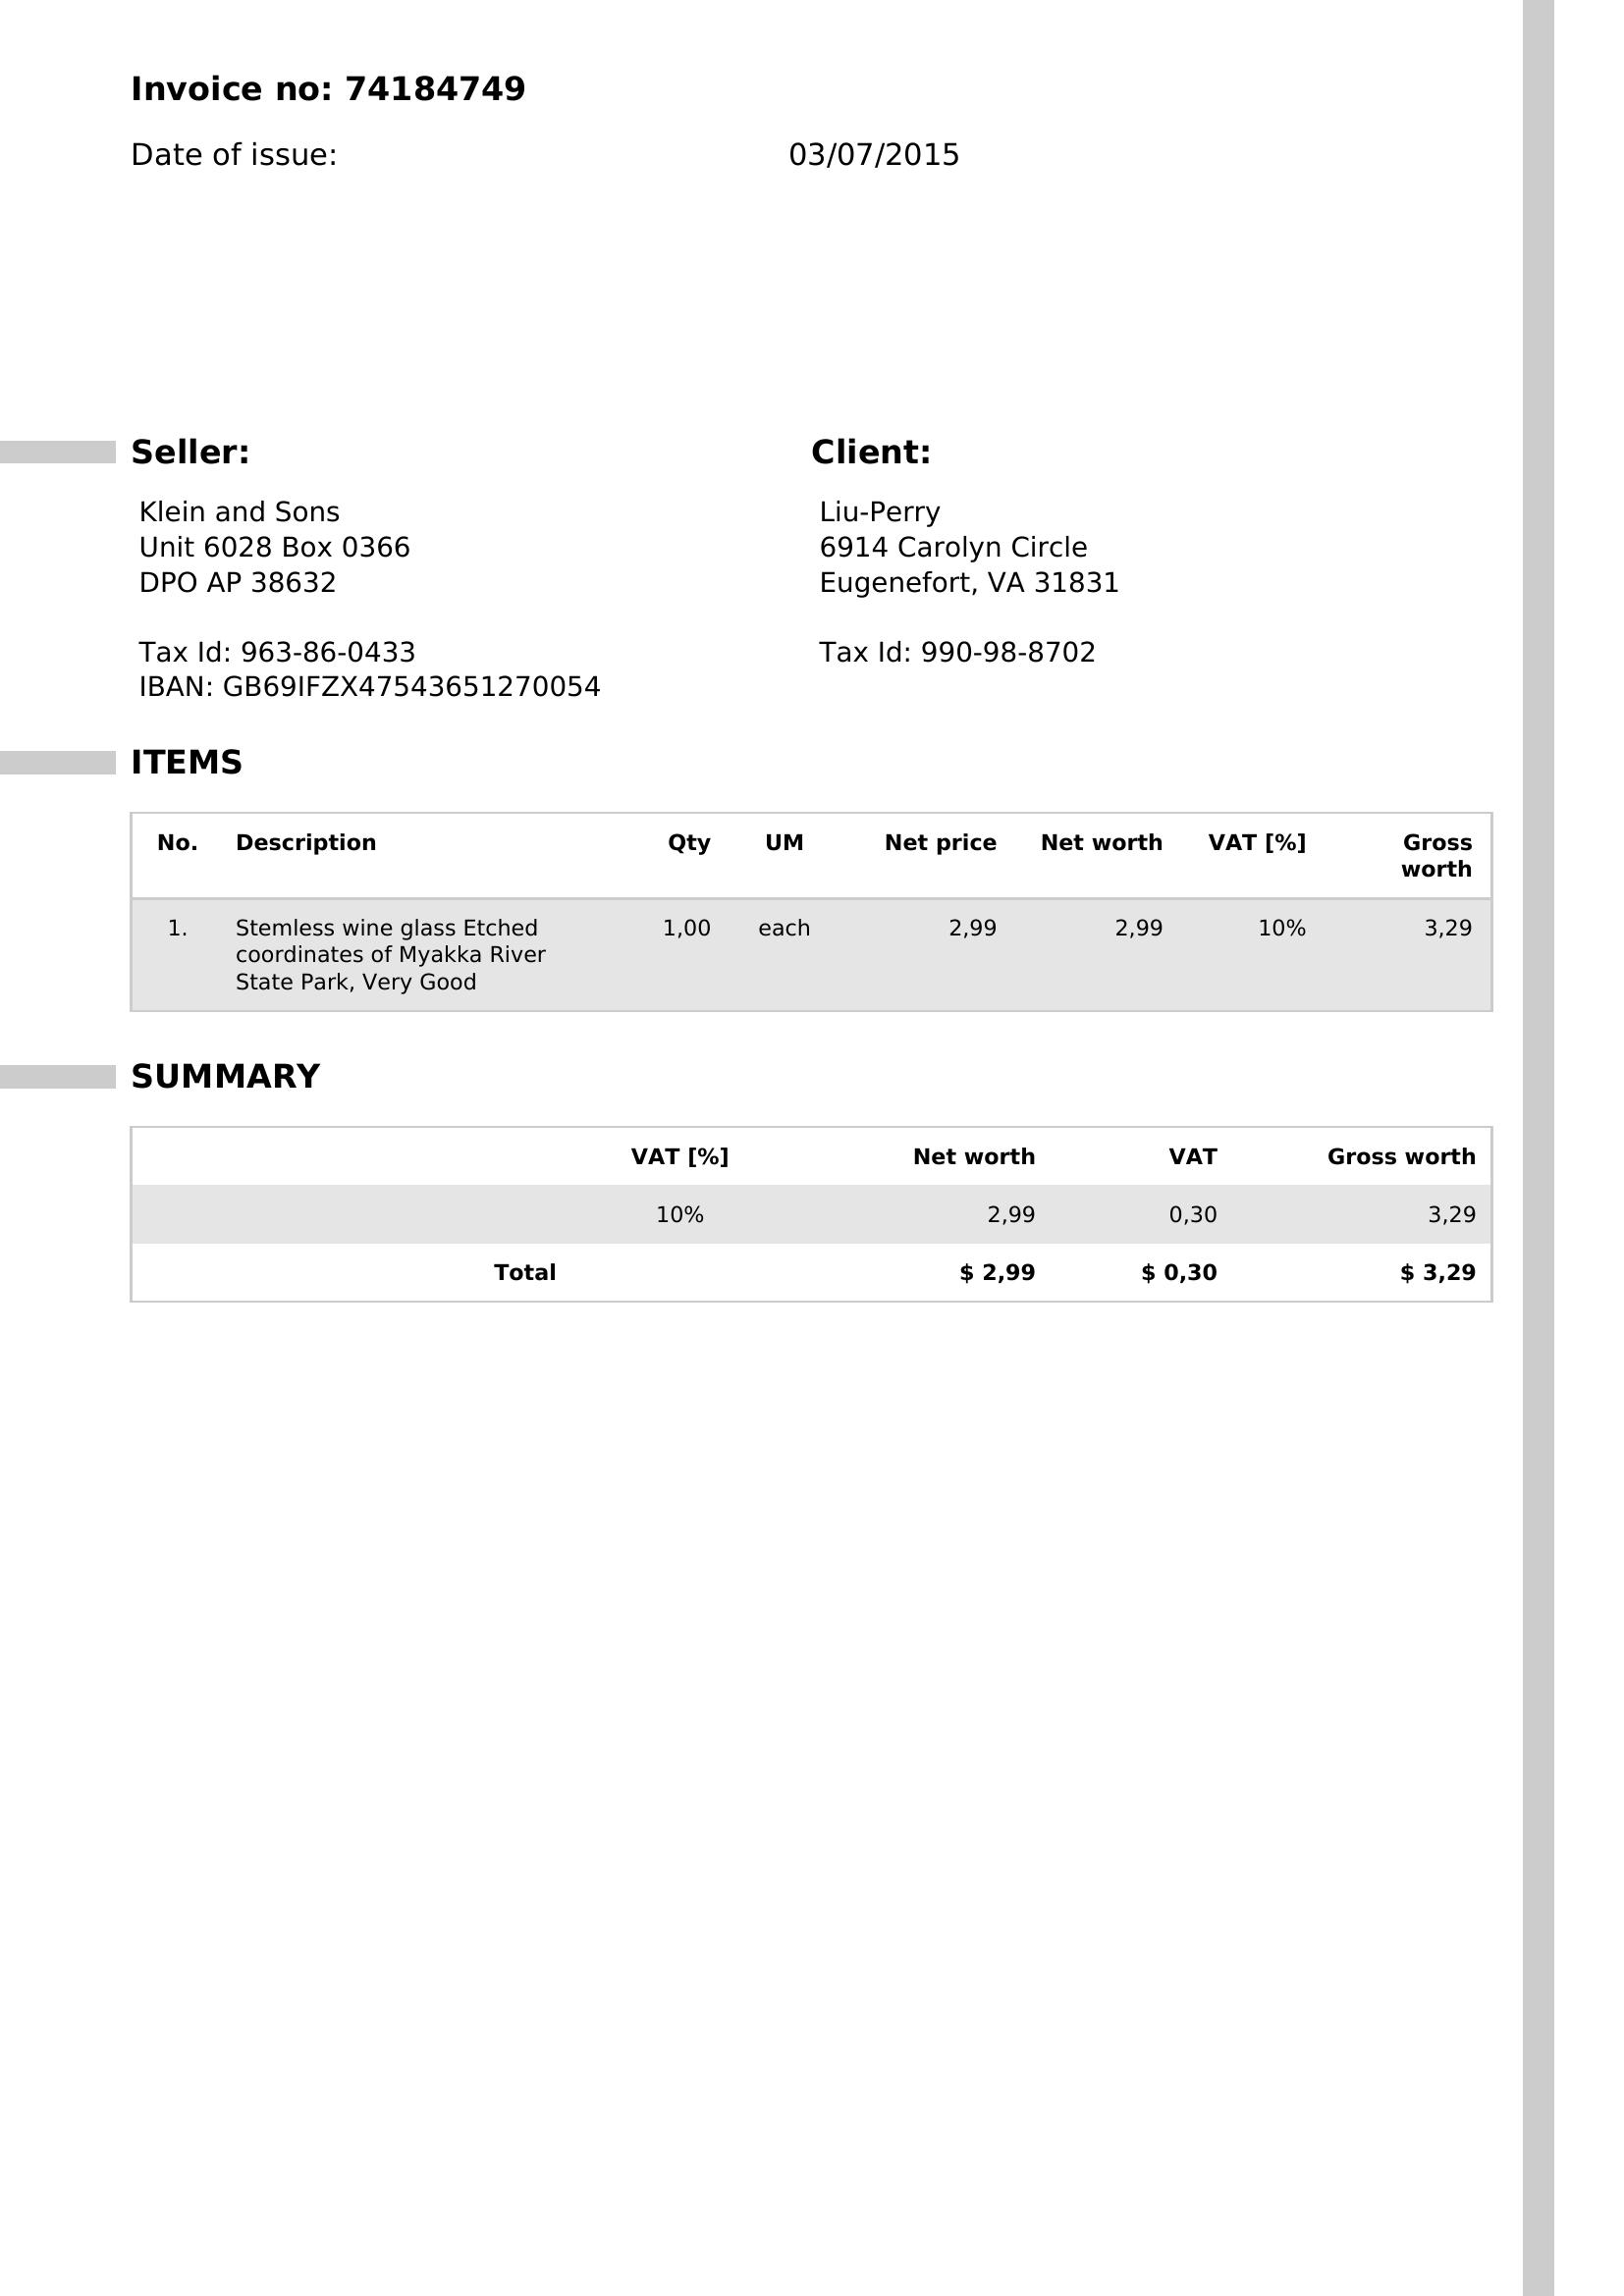 Invoice no: 74184749
Date of issue: 03/07/2015
Seller:
Klein and Sons
Unit 6028 Box 0366
DPO AP 38632
Tax Id: 963-86-0433
IBAN: GB69IFZX47543651270054
Client:
Liu-Perry
6914 Carolyn Circle
Eugenefort, VA 31831
Tax Id: 990-98-8702
ITEMS
No. Description Qty UM Net price Net worth VAT [%] Gross
worth
1. Stemless wine glass Etched 1,00 each 2,99 2,99 10% 3,29
coordinates of Myakka River
State Park, Very Good
SUMMARY
VAT [%] Net worth VAT Gross worth
10% 2,99 0,30 3,29
Total $ 2,99 $ 0,30 $ 3,29